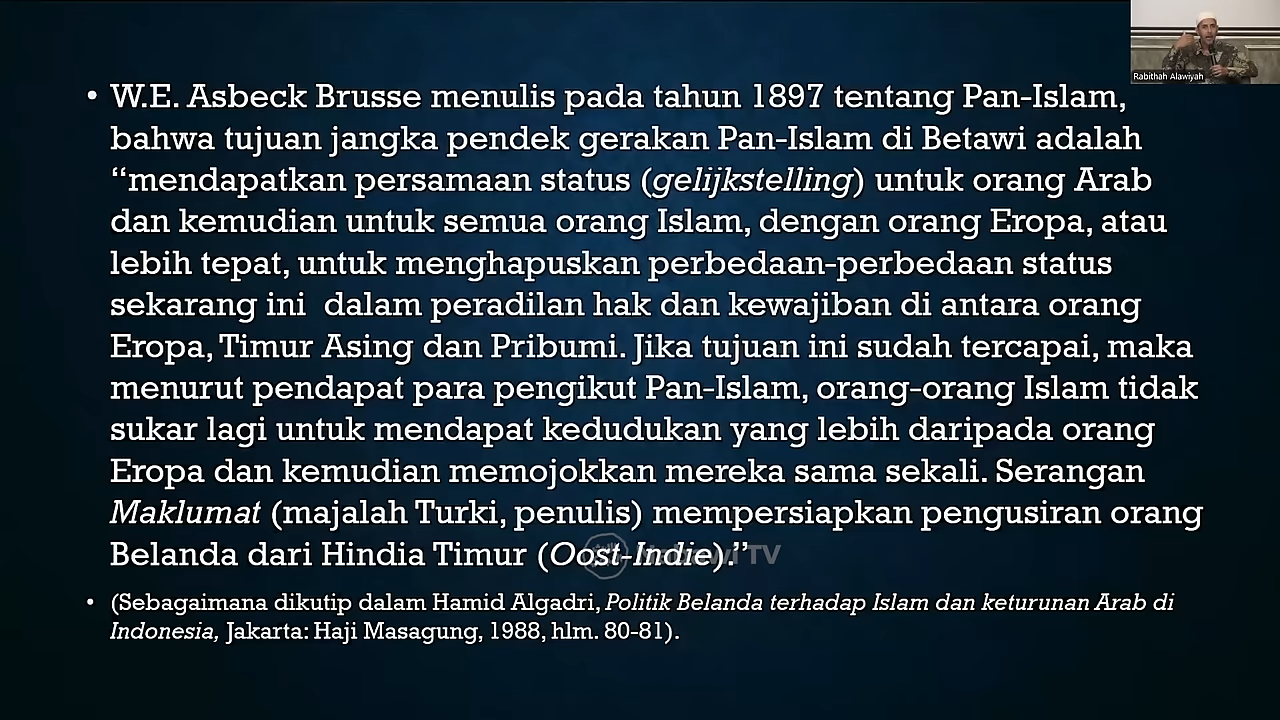 Rabithah Alawiyah
• W.E. Asbeck Brusse menulis pada tahun 1897 tentang Pan-Islam,
bahwa tujuan jangka pendek gerakan Pan-Islam di Betawi adalah
“mendapatkan persamaan status (gelijkstelling) untuk orang Arab
dan kemudian untuk semua orang Islam, dengan orang Eropa, atau
lebih tepat, untuk menghapuskan perbedaan-perbedaan status
sekarang ini dalam peradilan hak dan kewajiban di antara orang
Eropa, Timur Asing dan Pribumi. Jika tujuan ini sudah tercapai, maka
menurut pendapat para pengikut Pan-Islam, orang-orang Islam tidak
sukar lagi untuk mendapat kedudukan yang lebih daripada orang
Eropa dan kemudian memojokkan mereka sama sekali. Serangan
Maklumat (majalah Turki, penulis) mempersiapkan pengusiran orang
Belanda dari Hindia Timur (Oost-Indie).”
TV
• (Sebagaimana dikutip dalam Hamid Algadri, Politik Belanda terhadap Islam dan keturunan Arab di
Indonesia, Jakarta: Haji Masagung, 1988, hlm. 80-81).